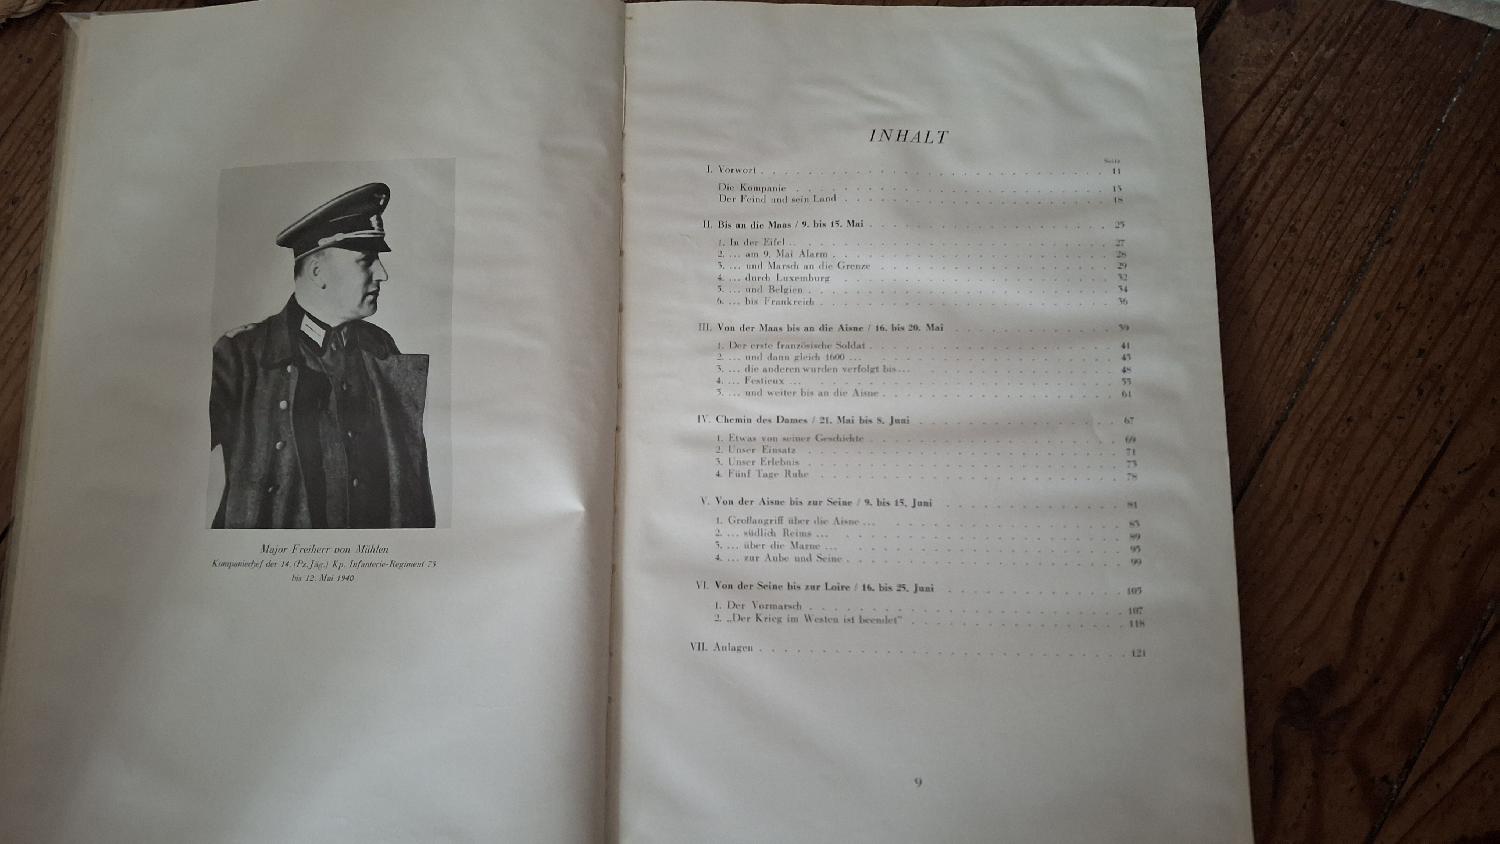 Major Freiherr von Mühlen
Kompaniechef der 14. (Pz. Jäg.) Kp. Infanterie-Regiment 75
bis 12. Mai 1940
INHALT
Seite
I. Vorwort 11
Die Kompanie 15
Der Feind und sein Land 18
II. Bis an die Maas / 9. bis 15. Mai 25
1. In der Eifel .. 27
2. ... am 9. Mai Alarm 28
3. ... und Marsch an die Grenze 29
4. ... durch Luxemburg 32
5. ... und Belgien 34
6. ... bis Frankreich 36
III. Von der Maas bis an die Aisne / 16. bis 20. Mai 39
1. Der erste französische Soldat 41
2. ... und dann gleich 1600 ... 45
3. ... die anderen wurden verfolgt bis... 48
4. ... Festieux ... 55
5. ... und weiter bis an die Aisne 61
IV. Chemin des Dames / 21. Mai bis 8. Juni 67
1. Etwas von seiner Geschichte 69
2. Unser Einsatz 71
3. Unser Erlebnis 73
4. Fünf Tage Ruhe 78
V. Von der Aisne bis zur Seine / 9. bis 15. Juni 81
1. Großangriff über die Aisne ... 85
2. ... südlich Reims ... 89
3. ... über die Marne ... 95
4. ... zur Aube und Seine 99
VI. Von der Seine bis zur Loire / 16. bis 25. Juni 105
1. Der Vormarsch 107
2. „Der Krieg im Westen ist beendet" 118
VII. Anlagen 121
9